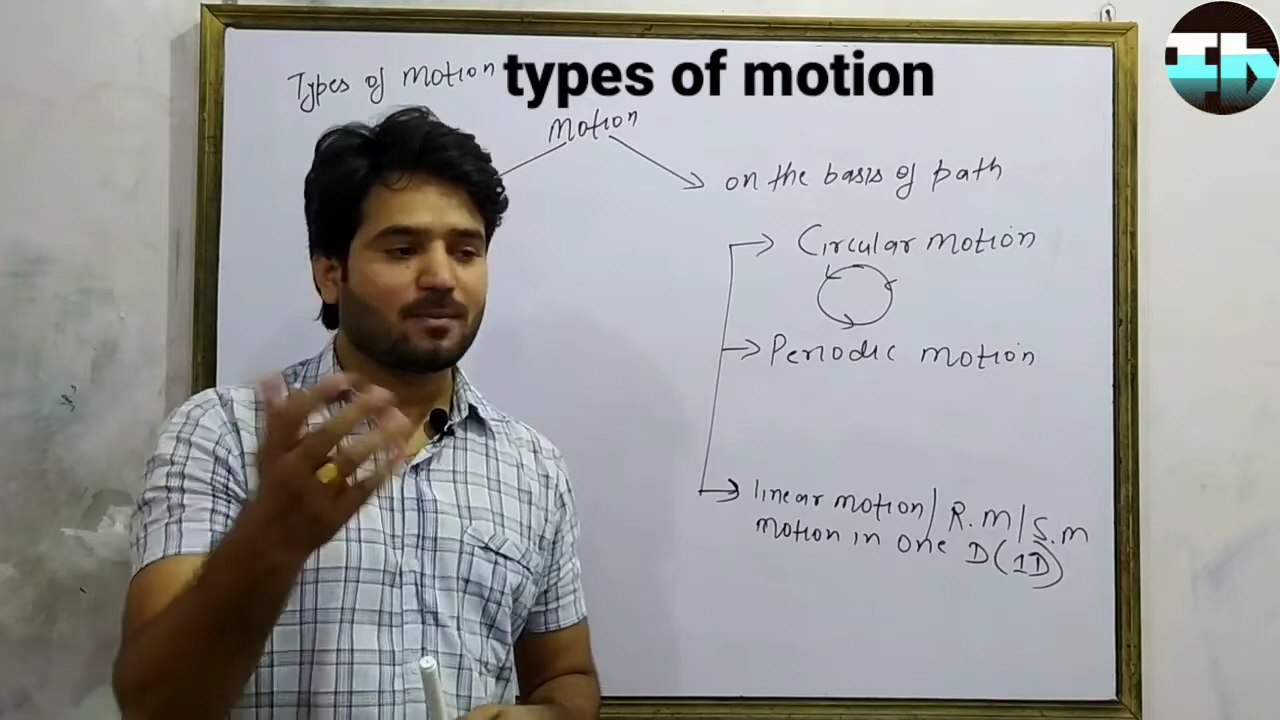 Types of Motion
types of motion
Motion
on the basis of path
Circular motion
Periodic motion
linear motion/ R.M/S.M
Motion in one D(1D)